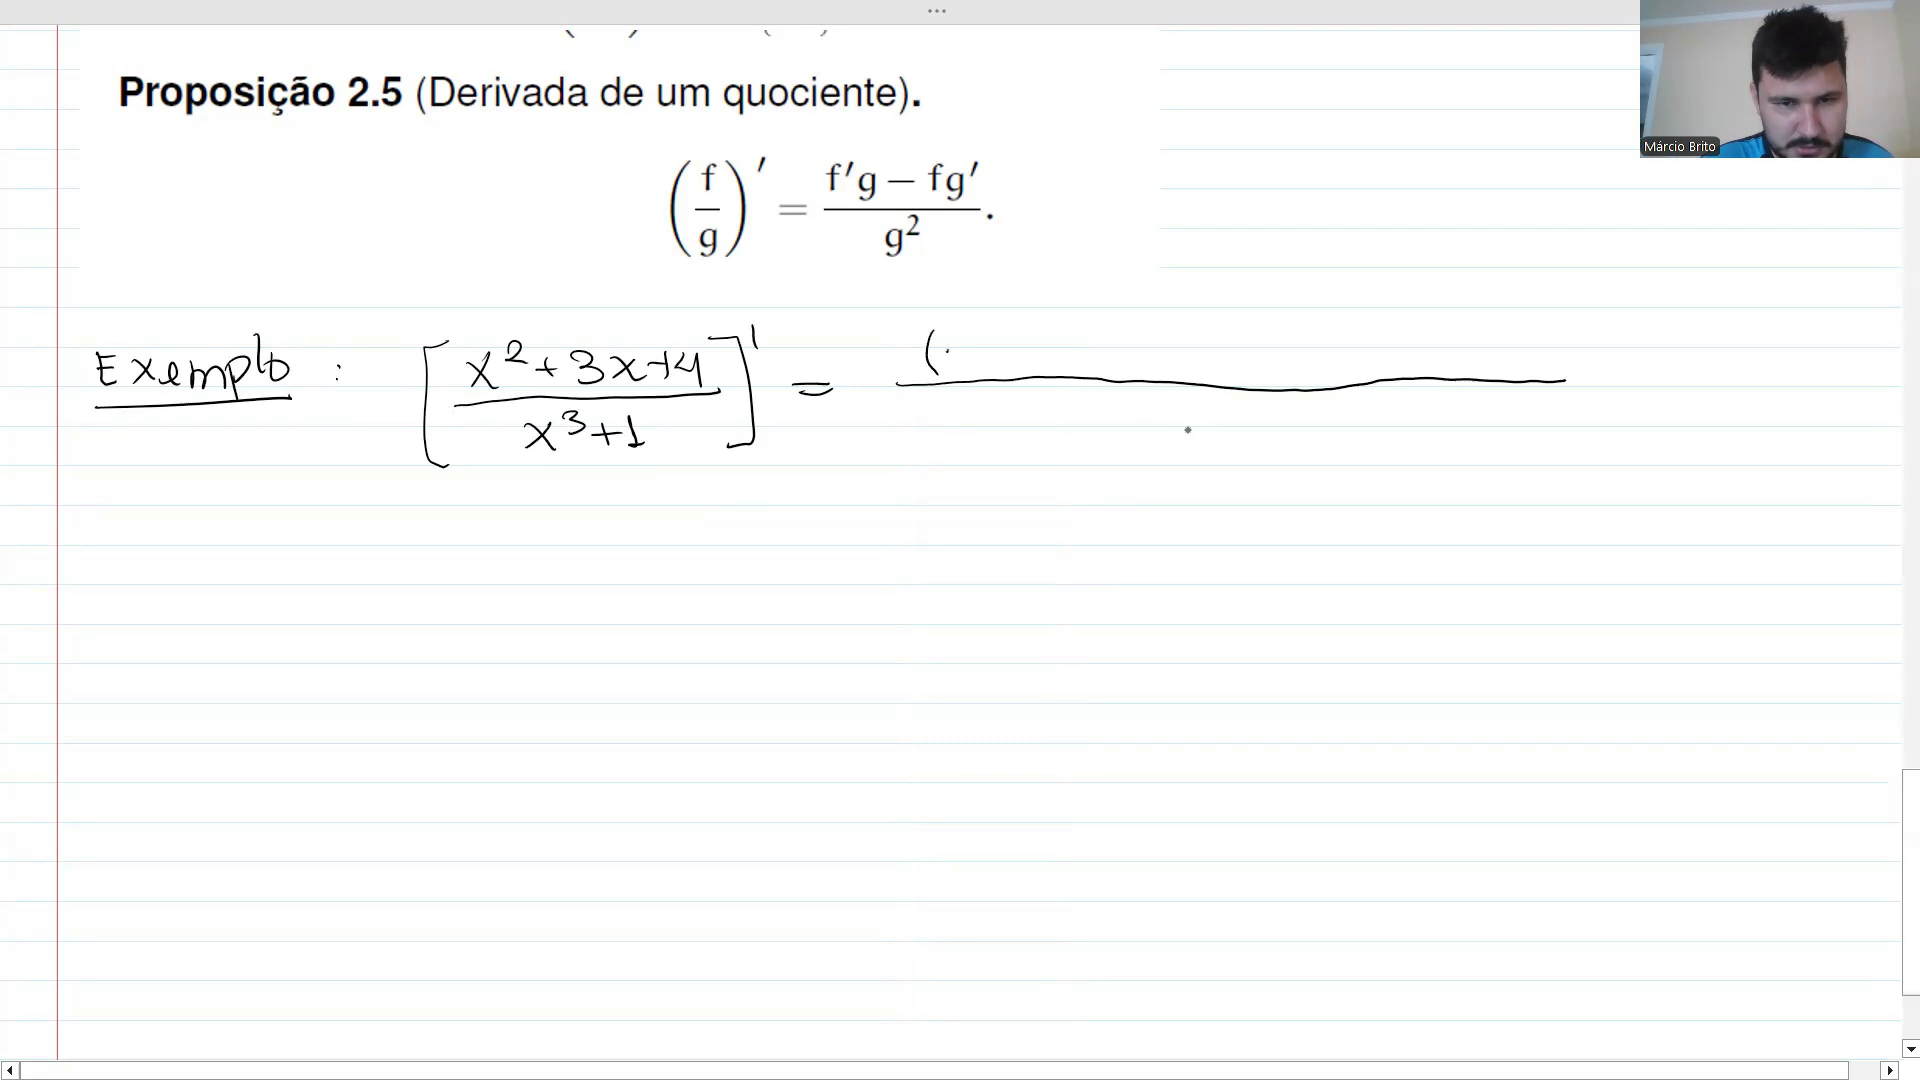 ...
Márcio Brito
Proposição 2.5 (Derivada de um quociente).
(f/g)′ = (f′g − fg′)/g².
Exemplo : [(x²+3x+4)/(x³+1)]' = (